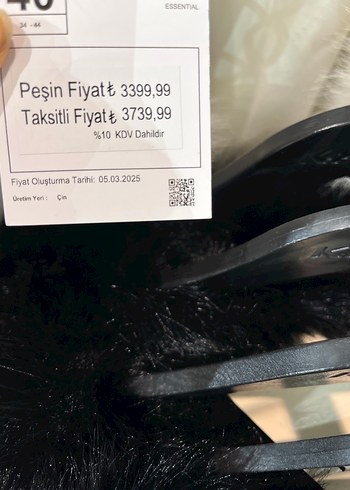 40
34 - 44
ESSENTIAL
Peşin Fiyat ₺ 3399,99
Taksitli Fiyat ₺ 3739,99
%10 KDV Dahildir
Fiyat Oluşturma Tarihi: 05.03.2025
Üretim Yeri : Çin